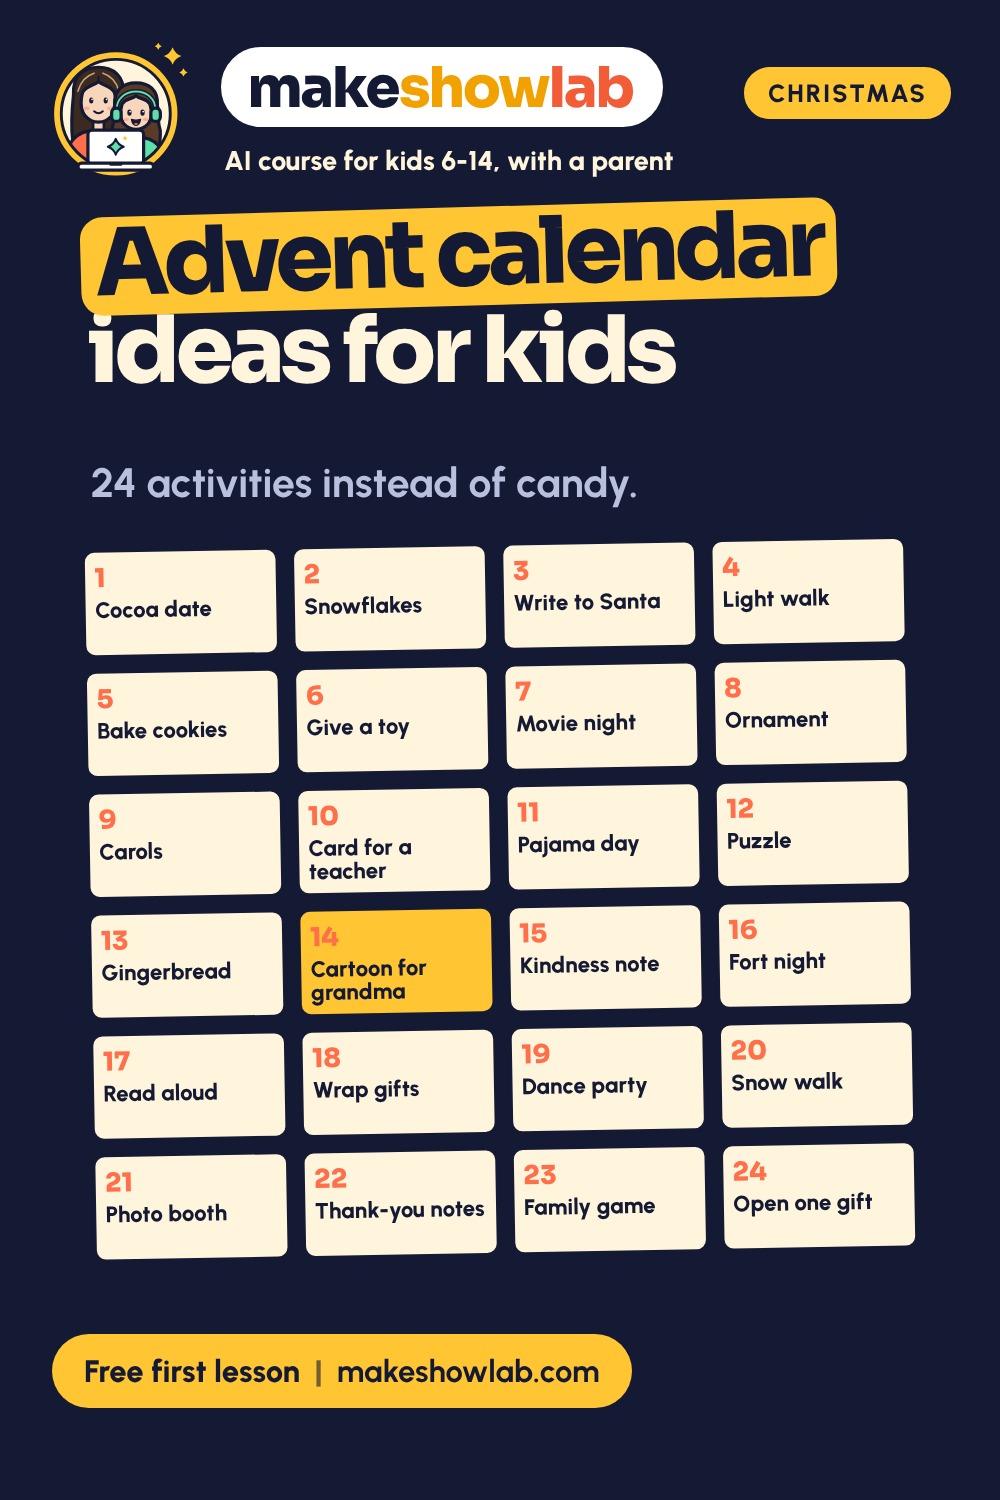 makeshowlab
CHRISTMAS
AI course for kids 6-14, with a parent
Advent calendar
ideas for kids
24 activities instead of candy.
1
Cocoa date
2
Snowflakes
3
Write to Santa
4
Light walk
5
Bake cookies
6
Give a toy
7
Movie night
8
Ornament
9
Carols
10
Card for a
teacher
11
Pajama day
12
Puzzle
13
Gingerbread
14
Cartoon for
grandma
15
Kindness note
16
Fort night
17
Read aloud
18
Wrap gifts
19
Dance party
20
Snow walk
21
Photo booth
22
Thank-you notes
23
Family game
24
Open one gift
Free first lesson | makeshowlab.com